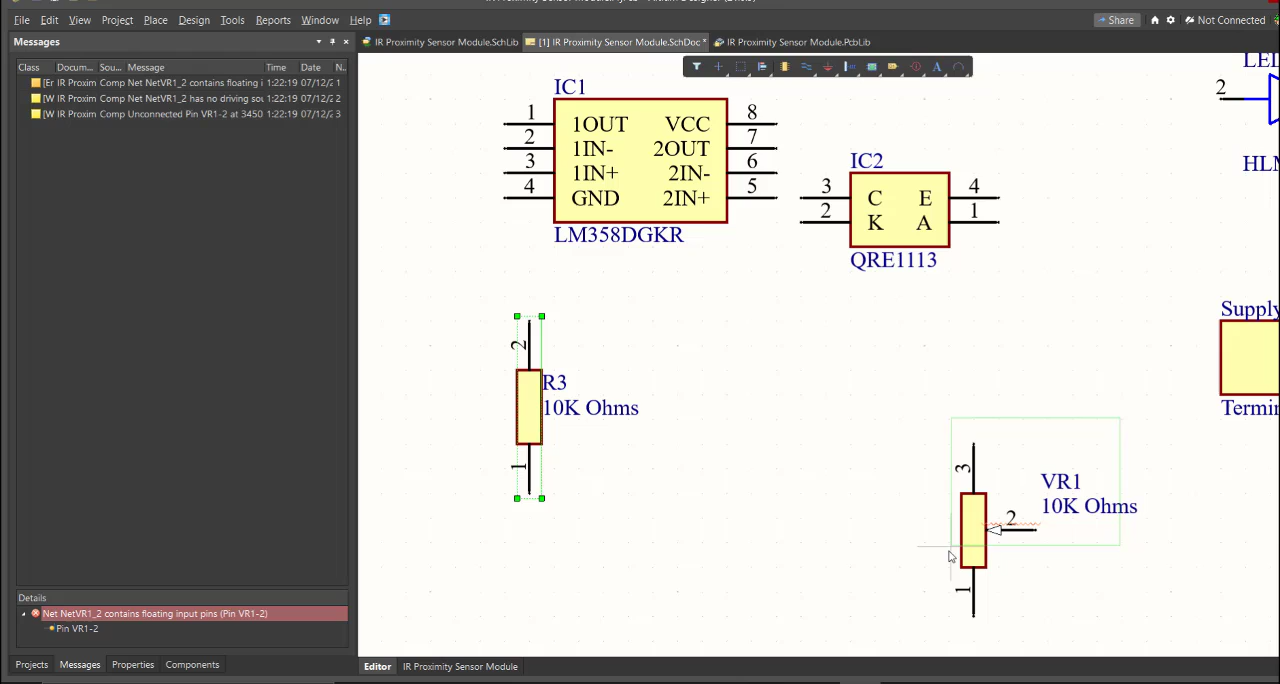 File Edit View Project Place Design Tools Reports Window Help
Share
Not Connected
Messages
IR Proximity Sensor Module.SchLib
[1] IR Proximity Sensor Module.SchDoc *
IR Proximity Sensor Module.PcbLib
Class Docum... Sou... Message Time Date N...
[Er IR Proxim Comp Net NetVR1_2 contains floating i 1:22:19 07/12/2 1
[W IR Proxim Comp Net NetVR1_2 has no driving sou 1:22:19 07/12/2 2
[W IR Proxim Comp Unconnected Pin VR1-2 at 3450 1:22:19 07/12/2 3
IC1
1 1OUT VCC 8
2 1IN- 2OUT 7
3 1IN+ 2IN- 6
4 GND 2IN+ 5
LM358DGKR
IC2
3 C E 4
2 K A 1
QRE1113
LE
2
HLM
2
R3
10K Ohms
1
Supply
Termin
3
VR1
10K Ohms
2
1
Details
Net NetVR1_2 contains floating input pins (Pin VR1-2)
Pin VR1-2
Projects Messages Properties Components
Editor IR Proximity Sensor Module